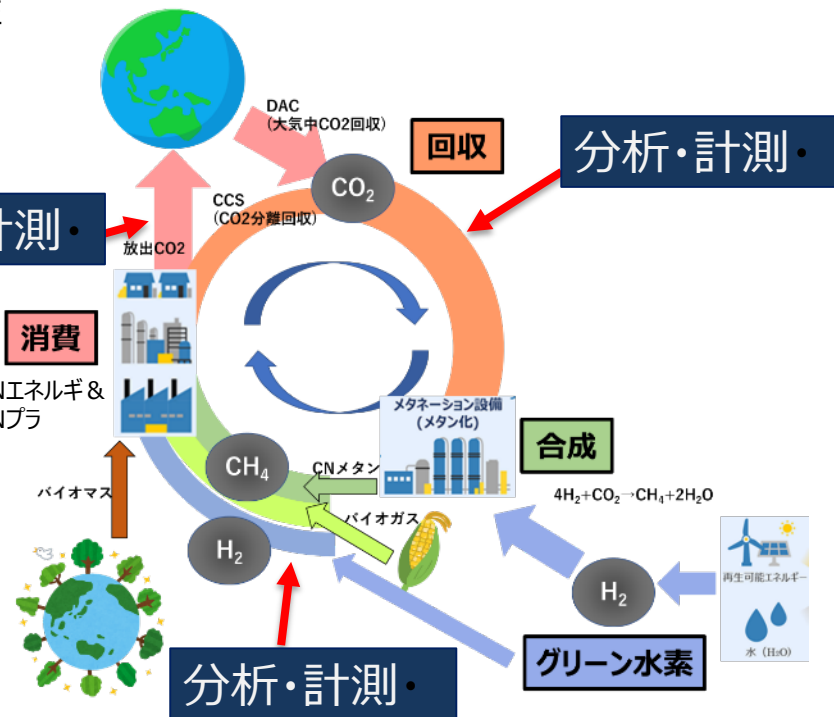 DAC
(大気中CO2回収)
回収
分析・計測・
CO₂
CCS
(CO2分離回収)
計測・
放出CO2
消費
エネルギ&
プラ
メタネーション設備
(メタン化)
合成
CH₄
CNメタン
4H₂+CO₂→CH₄+2H₂O
バイオマス
バイオガス
H₂
H₂
再生可能エネルギー
水 (H₂O)
グリーン水素
分析・計測・